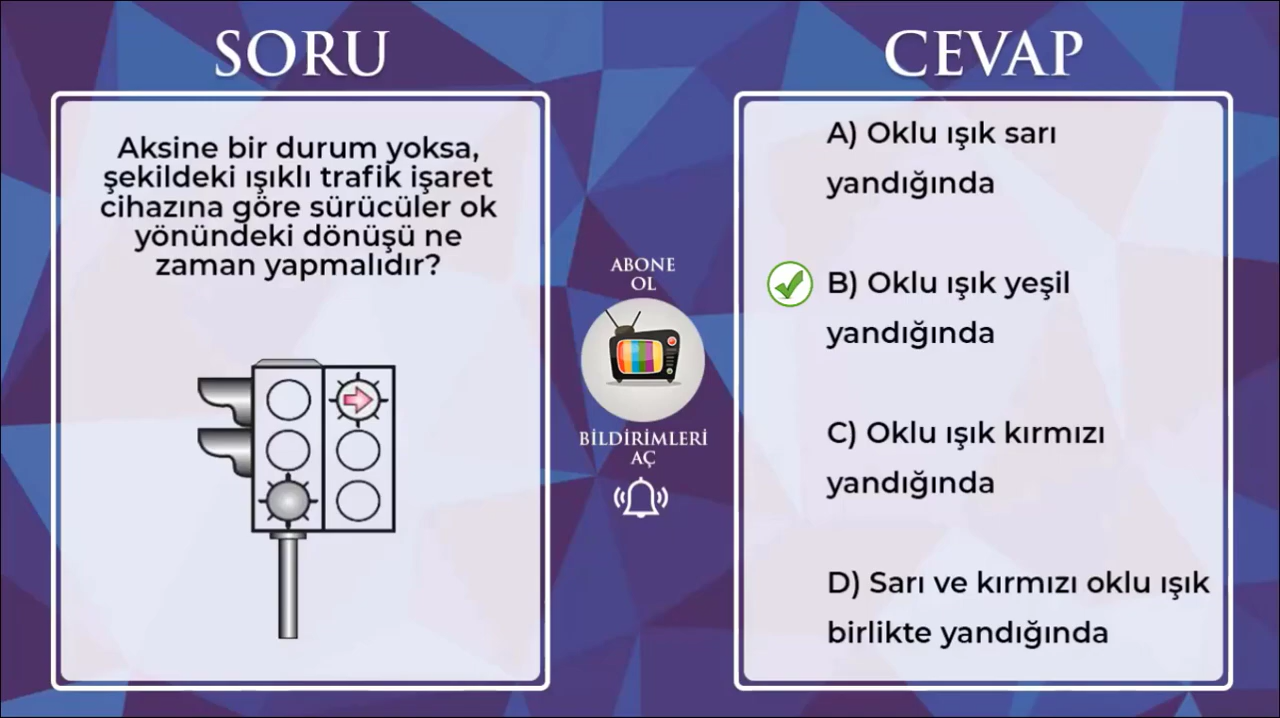 SORU
Aksine bir durum yoksa,
şekildeki ışıklı trafik işaret
cihazına göre sürücüler ok
yönündeki dönüşü ne
zaman yapmalıdır?
ABONE
OL
BİLDİRİMLERİ
AÇ
CEVAP
A) Oklu ışık sarı
yandığında
B) Oklu ışık yeşil
yandığında
C) Oklu ışık kırmızı
yandığında
D) Sarı ve kırmızı oklu ışık
birlikte yandığında